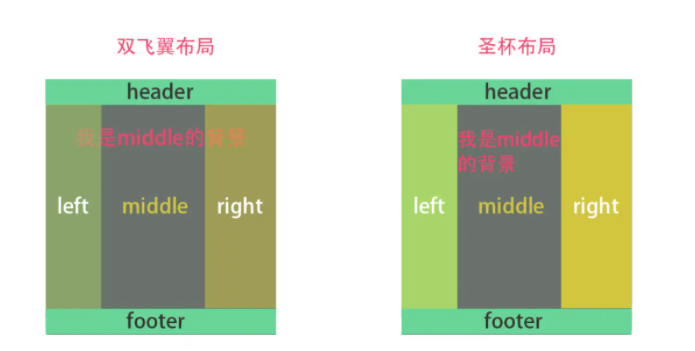 双飞翼布局
header
我是middle的背景
left
middle
right
footer
圣杯布局
header
我是middle
的背景
left
middle
right
footer